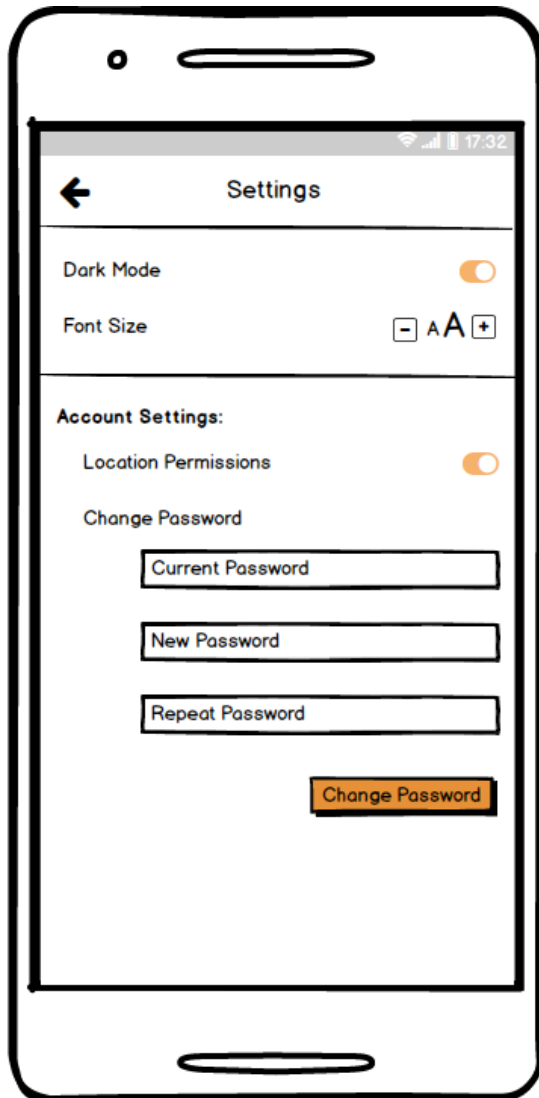 17:32
Settings
Dark Mode
Font Size - A A +
Account Settings:
Location Permissions
Change Password
Current Password
New Password
Repeat Password
Change Password